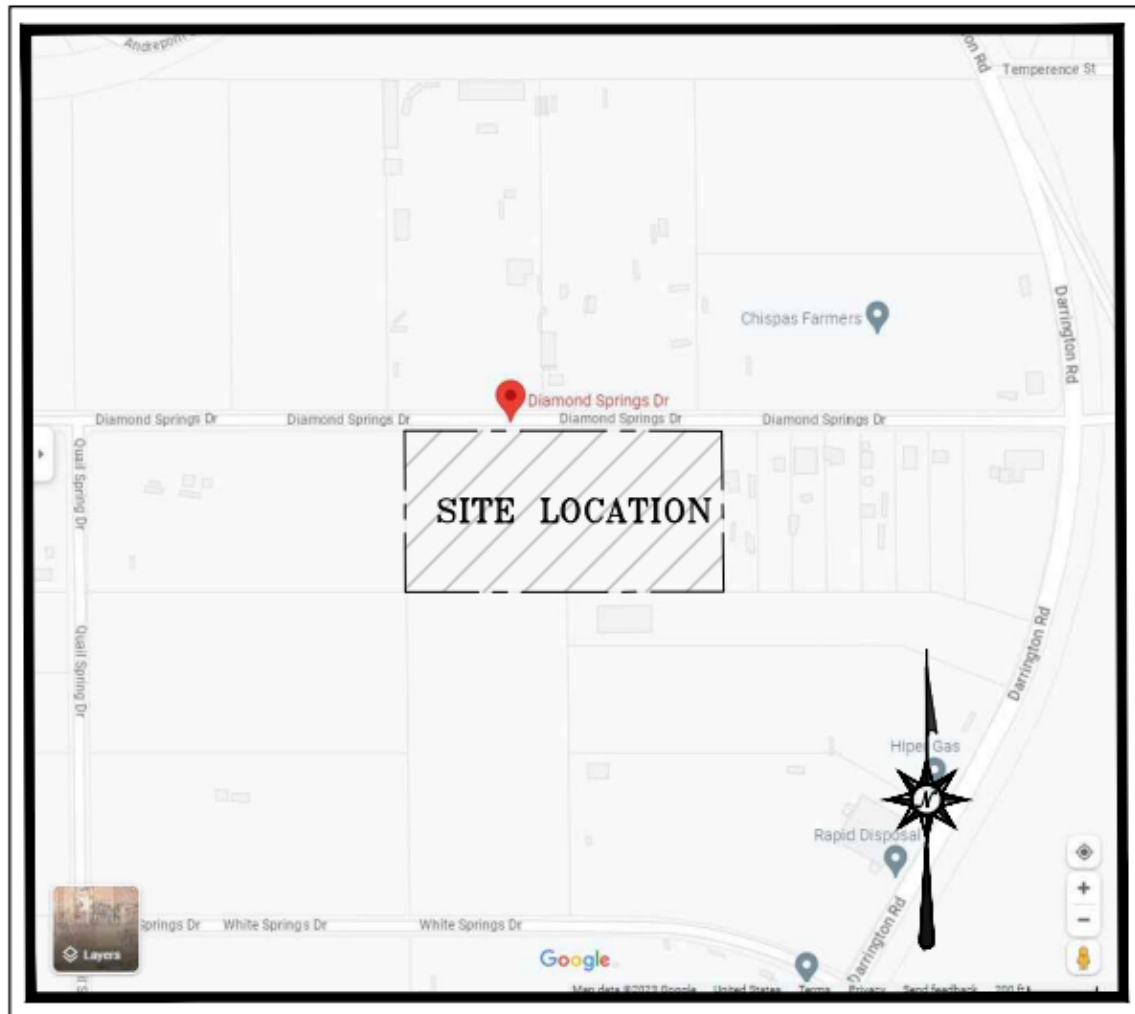 Andrepont
on Rd
Temperence St
Darrington Rd
Chispas Farmers
Diamond Springs Dr
Diamond Springs Dr
Diamond Springs Dr
Diamond Springs Dr
Diamond Springs Dr
Quail Spring Dr
SITE LOCATION
Quail Spring Dr
Darrington Rd
Hiper Gas
N
Rapid Disposal
Springs Dr
White Springs Dr
White Springs Dr
Darrington Rd
Layers
Google
Map data ©2023 Google United States Terms Privacy Send feedback 200 ft